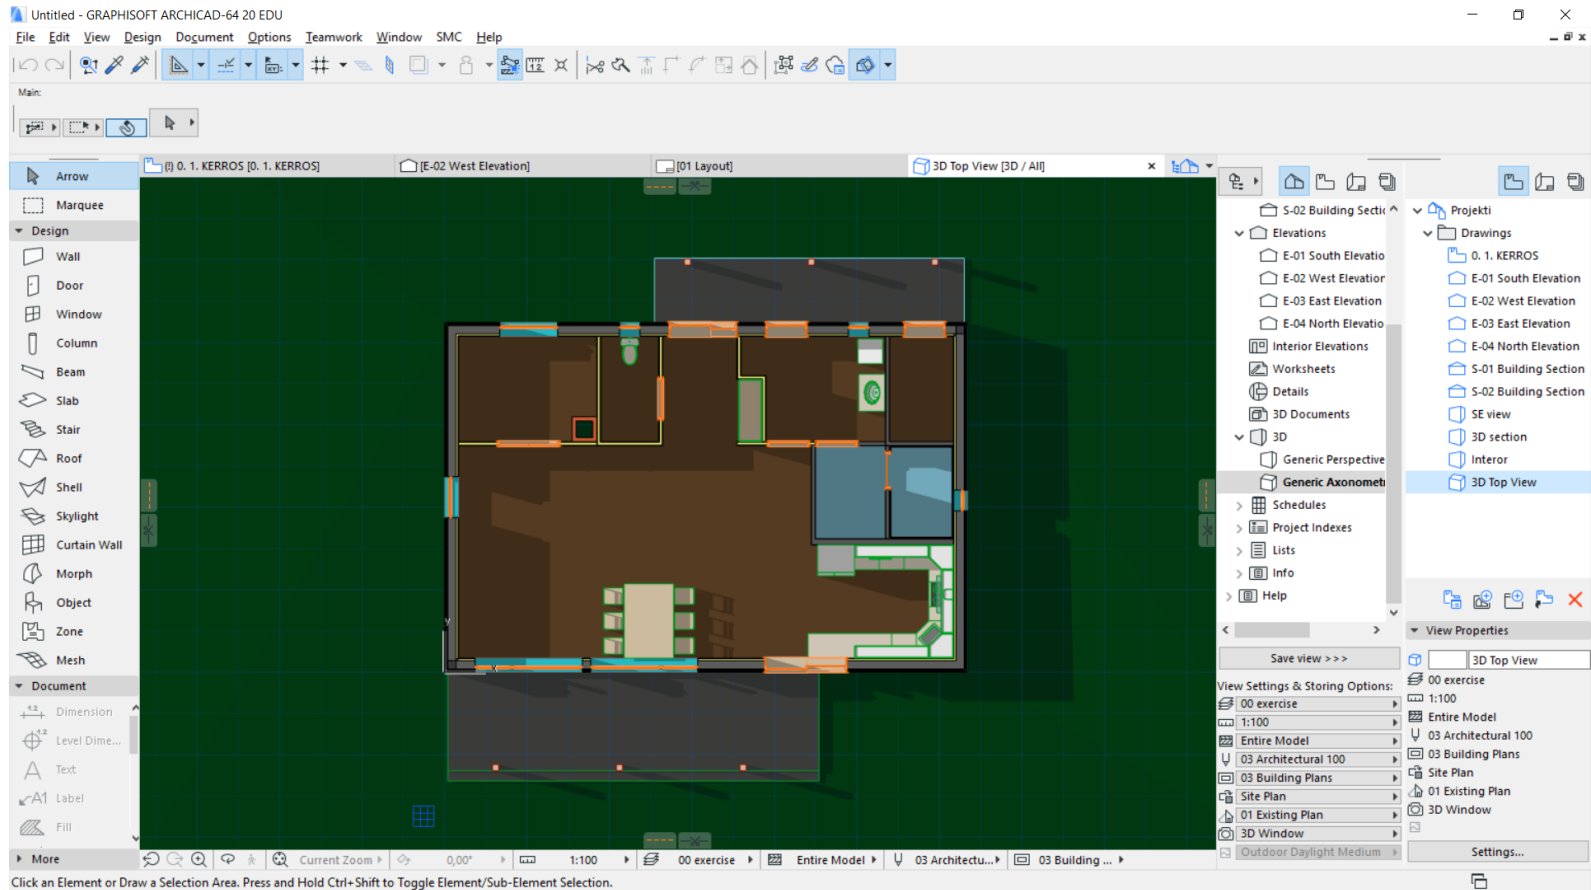 Untitled - GRAPHISOFT ARCHICAD-64 20 EDU
File Edit View Design Document Options Teamwork Window SMC Help
Main:
(!) 0. 1. KERROS [0. 1. KERROS]
[E-02 West Elevation]
[01 Layout]
3D Top View [3D / All]
Arrow
Marquee
Design
Wall
Door
Window
Column
Beam
Slab
Stair
Roof
Shell
Skylight
Curtain Wall
Morph
Object
Zone
Mesh
Document
Dimension
Level Dime...
Text
Label
Fill
More
y
x
S-02 Building Sectio
Elevations
E-01 South Elevatio
E-02 West Elevation
E-03 East Elevation
E-04 North Elevatio
Interior Elevations
Worksheets
Details
3D Documents
3D
Generic Perspective
Generic Axonomet
Schedules
Project Indexes
Lists
Info
Help
Save view >>>
View Settings & Storing Options:
00 exercise
1:100
Entire Model
03 Architectural 100
03 Building Plans
Site Plan
01 Existing Plan
3D Window
Outdoor Daylight Medium
Projekti
Drawings
0. 1. KERROS
E-01 South Elevation
E-02 West Elevation
E-03 East Elevation
E-04 North Elevation
S-01 Building Section
S-02 Building Section
SE view
3D section
Interor
3D Top View
View Properties
3D Top View
00 exercise
1:100
Entire Model
03 Architectural 100
03 Building Plans
Site Plan
01 Existing Plan
3D Window
Settings...
Current Zoom
0,00°
1:100
00 exercise
Entire Model
03 Architectu...
03 Building ...
Click an Element or Draw a Selection Area. Press and Hold Ctrl+Shift to Toggle Element/Sub-Element Selection.